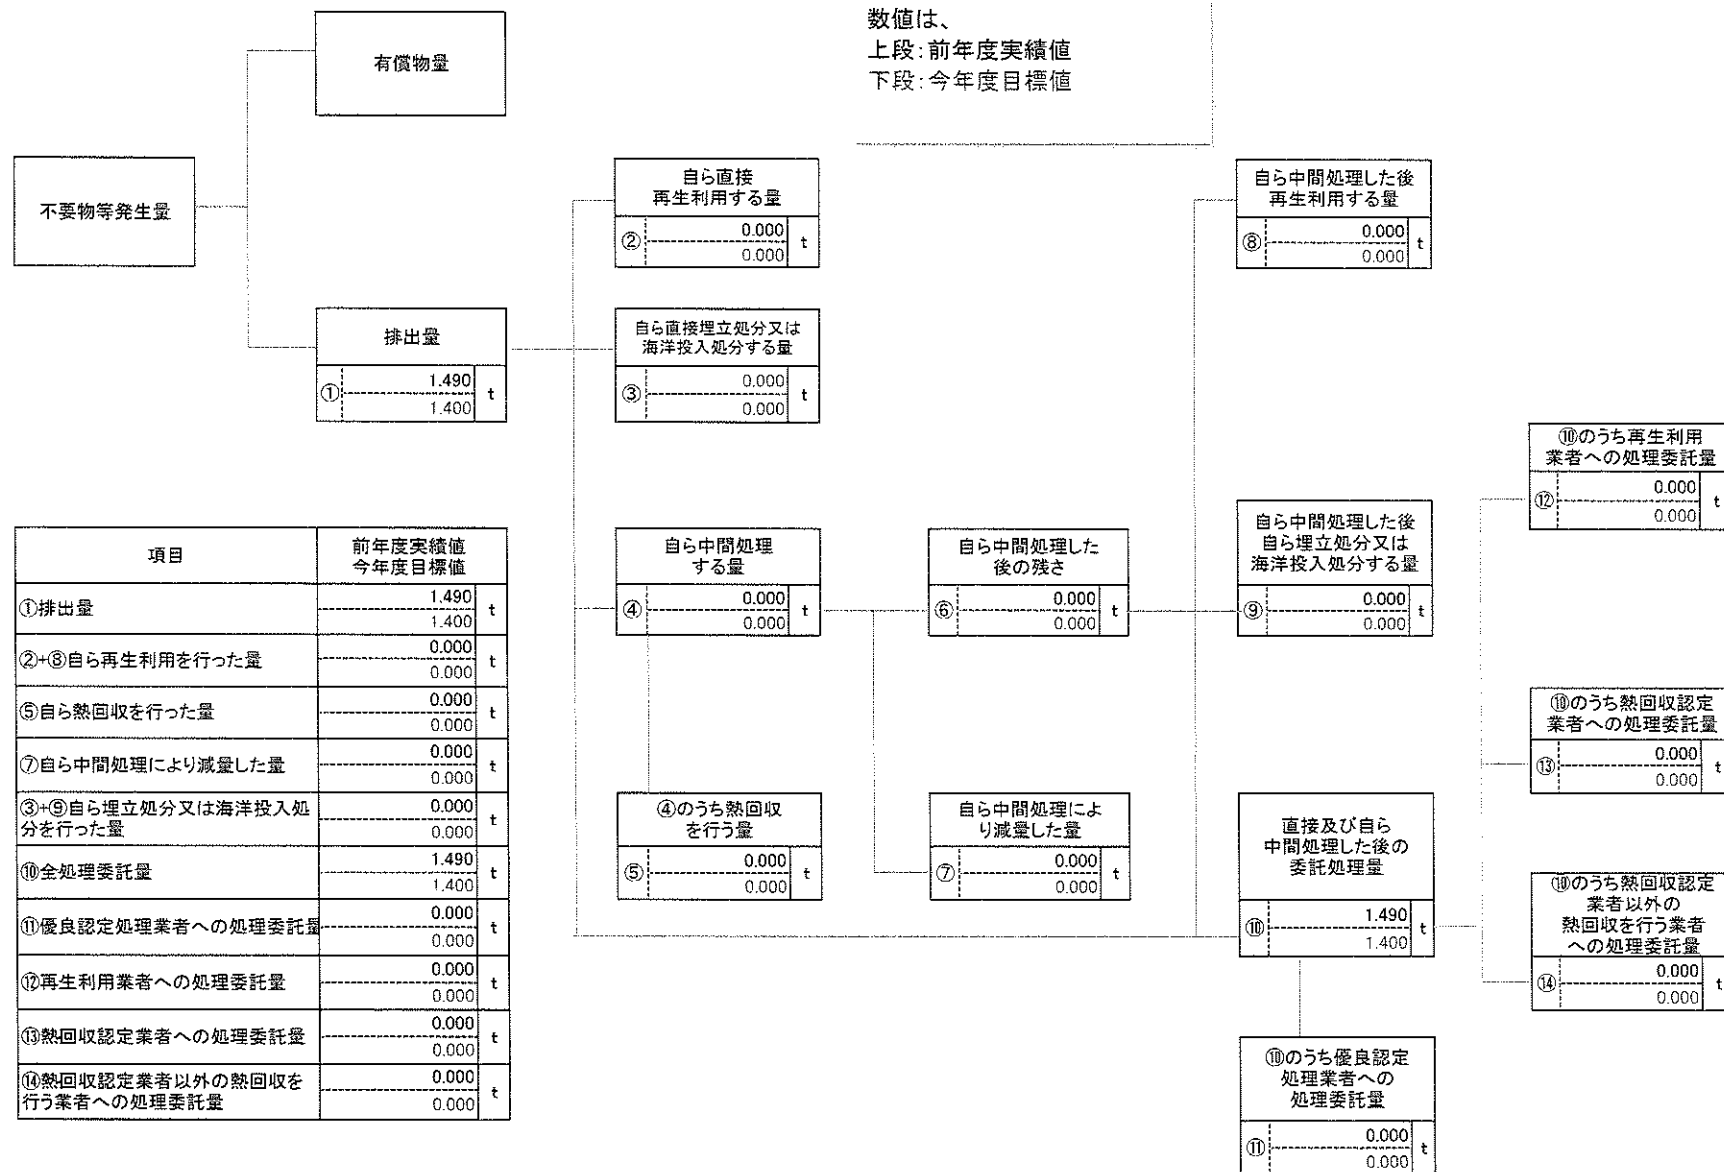 数値は、
上段:前年度実績値
下段:今年度目標値
有償物量
不要物等発生量
排出量
①
1.490
1.400
t
自ら直接
再生利用する量
②
0.000
0.000
t
自ら直接埋立処分又は
海洋投入処分する量
③
0.000
0.000
t
自ら中間処理
する量
④
0.000
0.000
t
④のうち熱回収
を行う量
⑤
0.000
0.000
t
自ら中間処理した
後の残さ
⑥
0.000
0.000
t
自ら中間処理によ
り減量した量
⑦
0.000
0.000
t
自ら中間処理した後
再生利用する量
⑧
0.000
0.000
t
自ら中間処理した後
自ら埋立処分又は
海洋投入処分する量
⑨
0.000
0.000
t
直接及び自ら
中間処理した後の
委託処理量
⑩
1.490
1.400
t
⑩のうち優良認定
処理業者への
処理委託量
⑪
0.000
0.000
t
⑩のうち再生利用
業者への処理委託量
⑫
0.000
0.000
t
⑩のうち熱回収認定
業者への処理委託量
⑬
0.000
0.000
t
⑩のうち熱回収認定
業者以外の
熱回収を行う業者
への処理委託量
⑭
0.000
0.000
t
項目
前年度実績値
今年度目標値
①排出量
1.490
1.400
t
②+⑧自ら再生利用を行った量
0.000
0.000
t
⑤自ら熱回収を行った量
0.000
0.000
t
⑦自ら中間処理により減量した量
0.000
0.000
t
③+⑨自ら埋立処分又は海洋投入処
分を行った量
0.000
0.000
t
⑩全処理委託量
1.490
1.400
t
⑪優良認定処理業者への処理委託量
0.000
0.000
t
⑫再生利用業者への処理委託量
0.000
0.000
t
⑬熱回収認定業者への処理委託量
0.000
0.000
t
⑭熱回収認定業者以外の熱回収を
行う業者への処理委託量
0.000
0.000
t